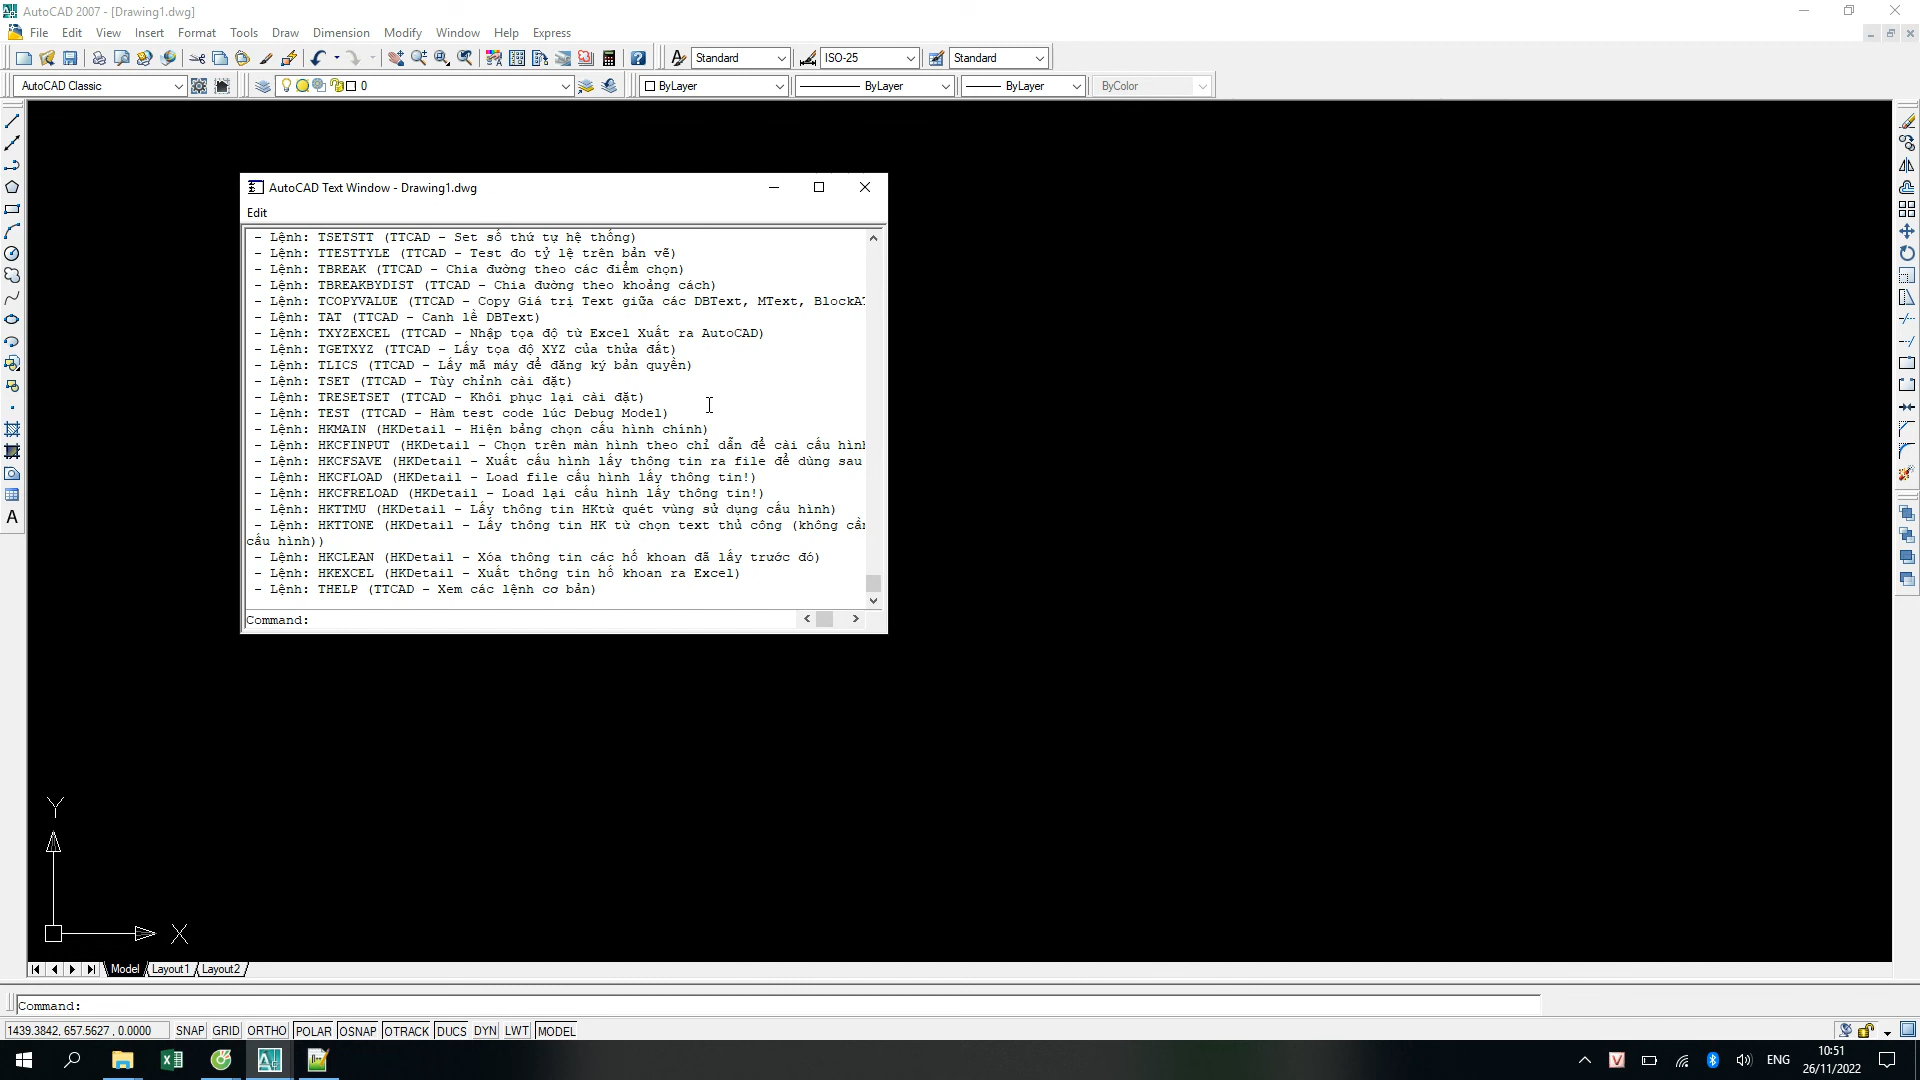 AutoCAD 2007 - [Drawing1.dwg]
File Edit View Insert Format Tools Draw Dimension Modify Window Help Express
Standard ISO-25 Standard
AutoCAD Classic 0 ByLayer ByLayer ByLayer ByColor
AutoCAD Text Window - Drawing1.dwg
Edit
- Lệnh: TSETSTT (TTCAD - Set số thứ tự hệ thống)
- Lệnh: TTESTTYLE (TTCAD - Test đo tỷ lệ trên bản vẽ)
- Lệnh: TBREAK (TTCAD - Chia đường theo các điểm chọn)
- Lệnh: TBREAKBYDIST (TTCAD - Chia đường theo khoảng cách)
- Lệnh: TCOPYVALUE (TTCAD - Copy Giá trị Text giữa các DBText, MText, BlockAT
- Lệnh: TAT (TTCAD - Canh lề DBText)
- Lệnh: TXYZEXCEL (TTCAD - Nhập tọa độ từ Excel Xuất ra AutoCAD)
- Lệnh: TGETXYZ (TTCAD - Lấy tọa độ XYZ của thửa đất)
- Lệnh: TLICS (TTCAD - Lấy mã máy để đăng ký bản quyền)
- Lệnh: TSET (TTCAD - Tùy chỉnh cài đặt)
- Lệnh: TRESETSET (TTCAD - Khôi phục lại cài đặt)
- Lệnh: TEST (TTCAD - Hàm test code lúc Debug Model)
- Lệnh: HKMAIN (HKDetail - Hiện bảng chọn cấu hình chính)
- Lệnh: HKCFINPUT (HKDetail - Chọn trên màn hình theo chỉ dẫn để cài cấu hình
- Lệnh: HKCFSAVE (HKDetail - Xuất cấu hình lấy thông tin ra file để dùng sau
- Lệnh: HKCFLOAD (HKDetail - Load file cấu hình lấy thông tin!)
- Lệnh: HKCFRELOAD (HKDetail - Load lại cấu hình lấy thông tin!)
- Lệnh: HKTTMU (HKDetail - Lấy thông tin HKtừ quét vùng sử dụng cấu hình)
- Lệnh: HKTTONE (HKDetail - Lấy thông tin HK từ chọn text thủ công (không cần
cấu hình))
- Lệnh: HKCLEAN (HKDetail - Xóa thông tin các hố khoan đã lấy trước đó)
- Lệnh: HKEXCEL (HKDetail - Xuất thông tin hố khoan ra Excel)
- Lệnh: THELP (TTCAD - Xem các lệnh cơ bản)
Command:
A
Y
X
Model Layout1 Layout2
Command:
1439.3842, 657.5627 , 0.0000 SNAP GRID ORTHO POLAR OSNAP OTRACK DUCS DYN LWT MODEL
V ENG 10:51
26/11/2022